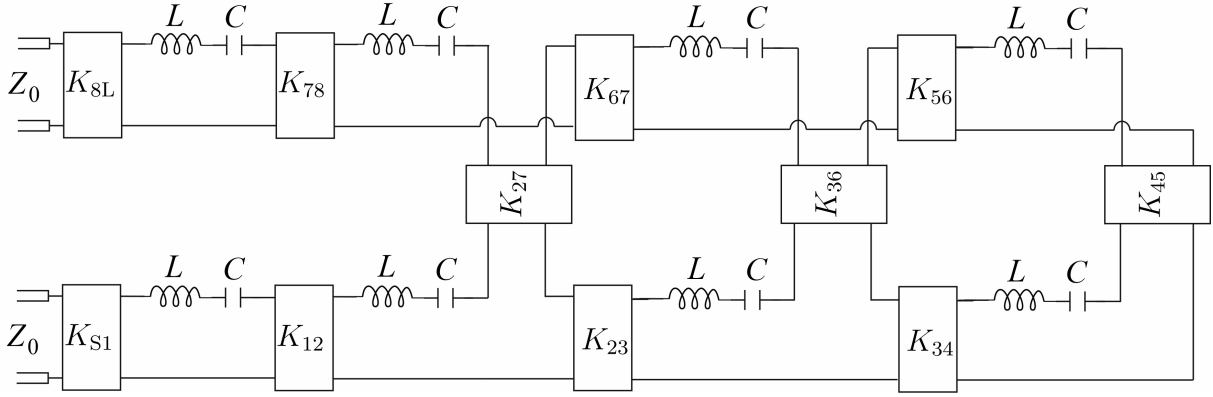 L C L C L C L C
Z0 K8L K78 K67 K56
K27 K36 K45
L C L C L C L C
Z0 KS1 K12 K23 K34